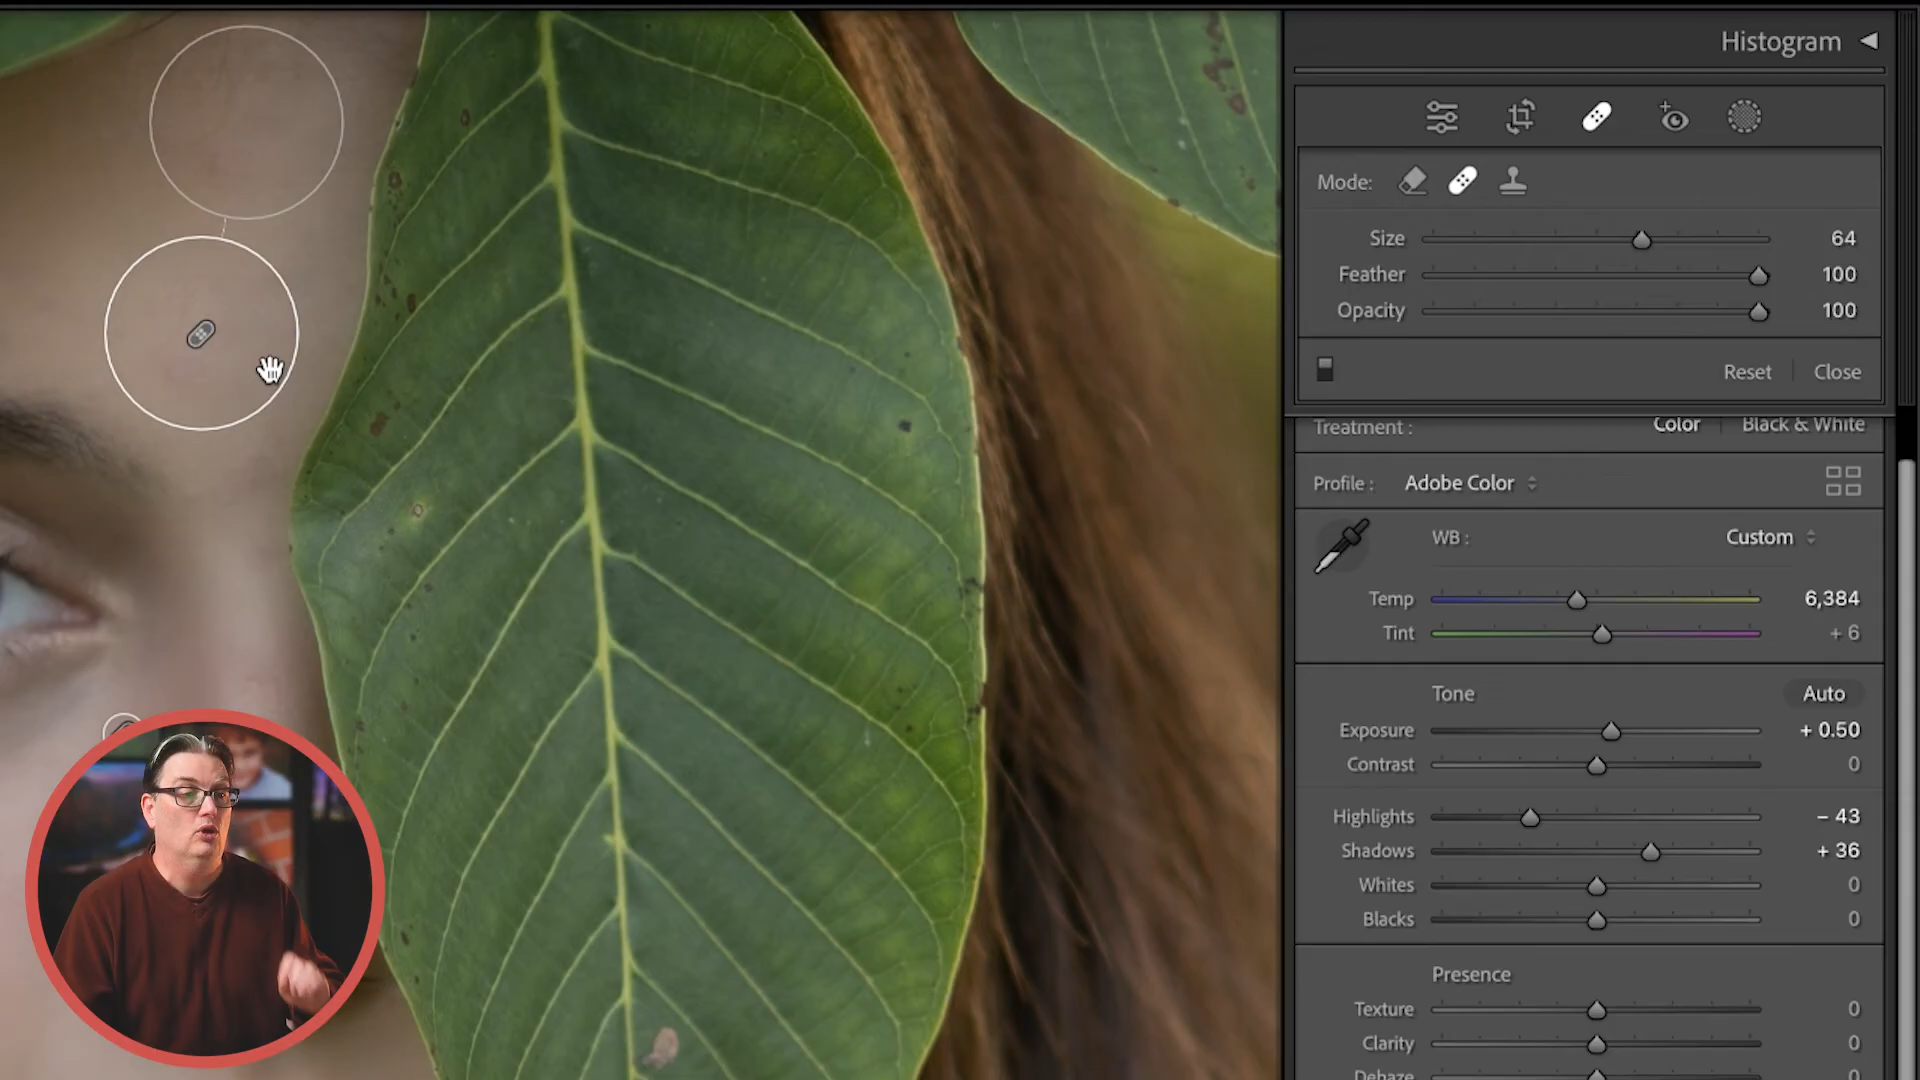 Histogram
Mode:
Size 64
Feather 100
Opacity 100
Reset Close
Treatment : Color Black & White
Profile : Adobe Color
WB : Custom
Temp 6,384
Tint + 6
Tone Auto
Exposure + 0.50
Contrast 0
Highlights – 43
Shadows + 36
Whites 0
Blacks 0
Presence
Texture 0
Clarity 0
Dehaze 0